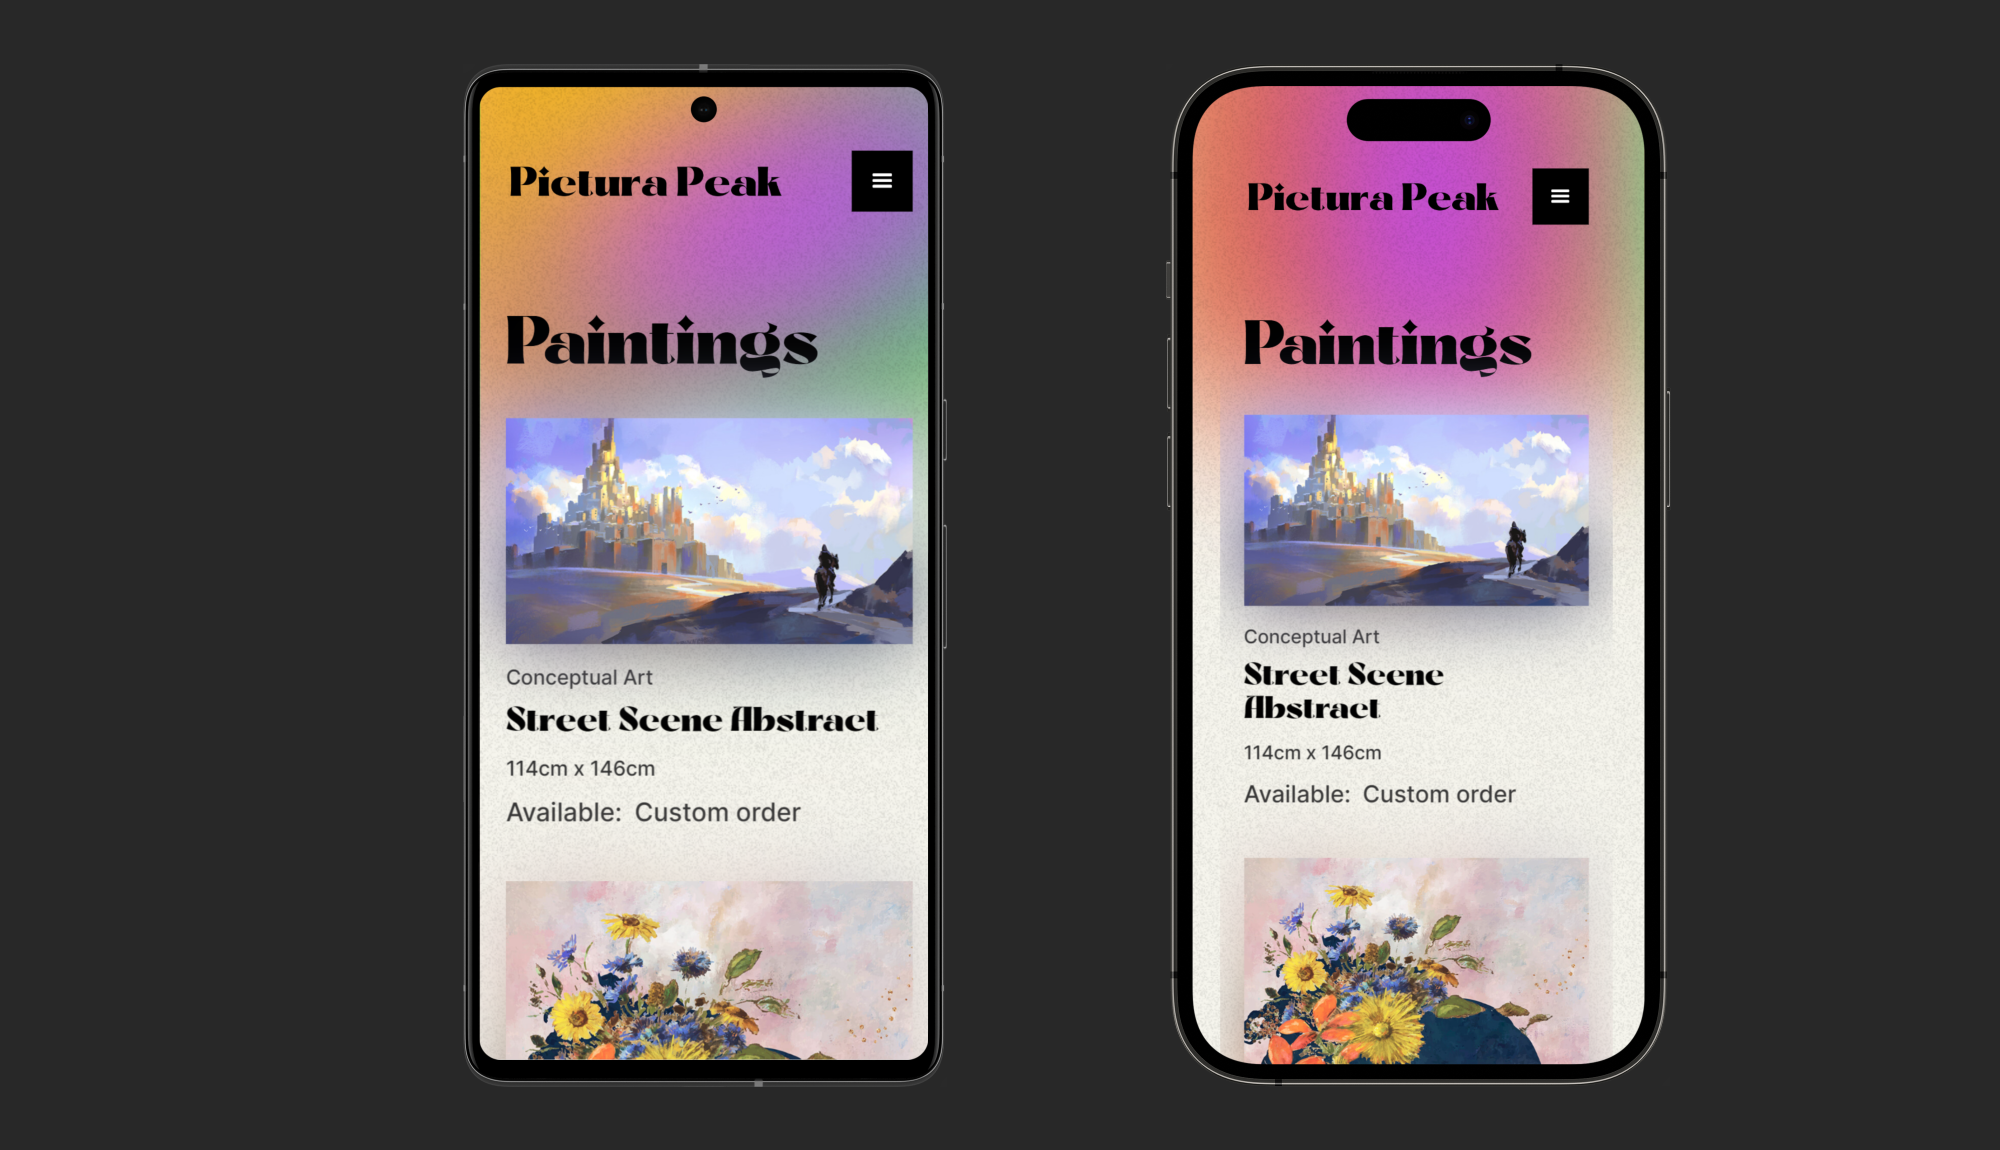 Pictura Peak
Paintings
Conceptual Art
Street Scene Abstract
114cm x 146cm
Available: Custom order
Pictura Peak
Paintings
Conceptual Art
Street Scene
Abstract
114cm x 146cm
Available: Custom order